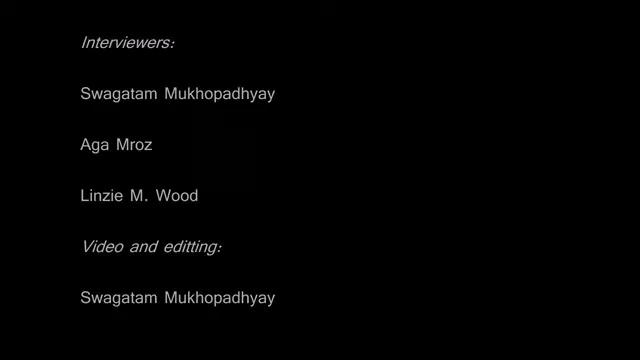 Interviewers:
Swagatam Mukhopadhyay
Aga Mroz
Linzie M. Wood
Video and editting:
Swagatam Mukhopadhyay